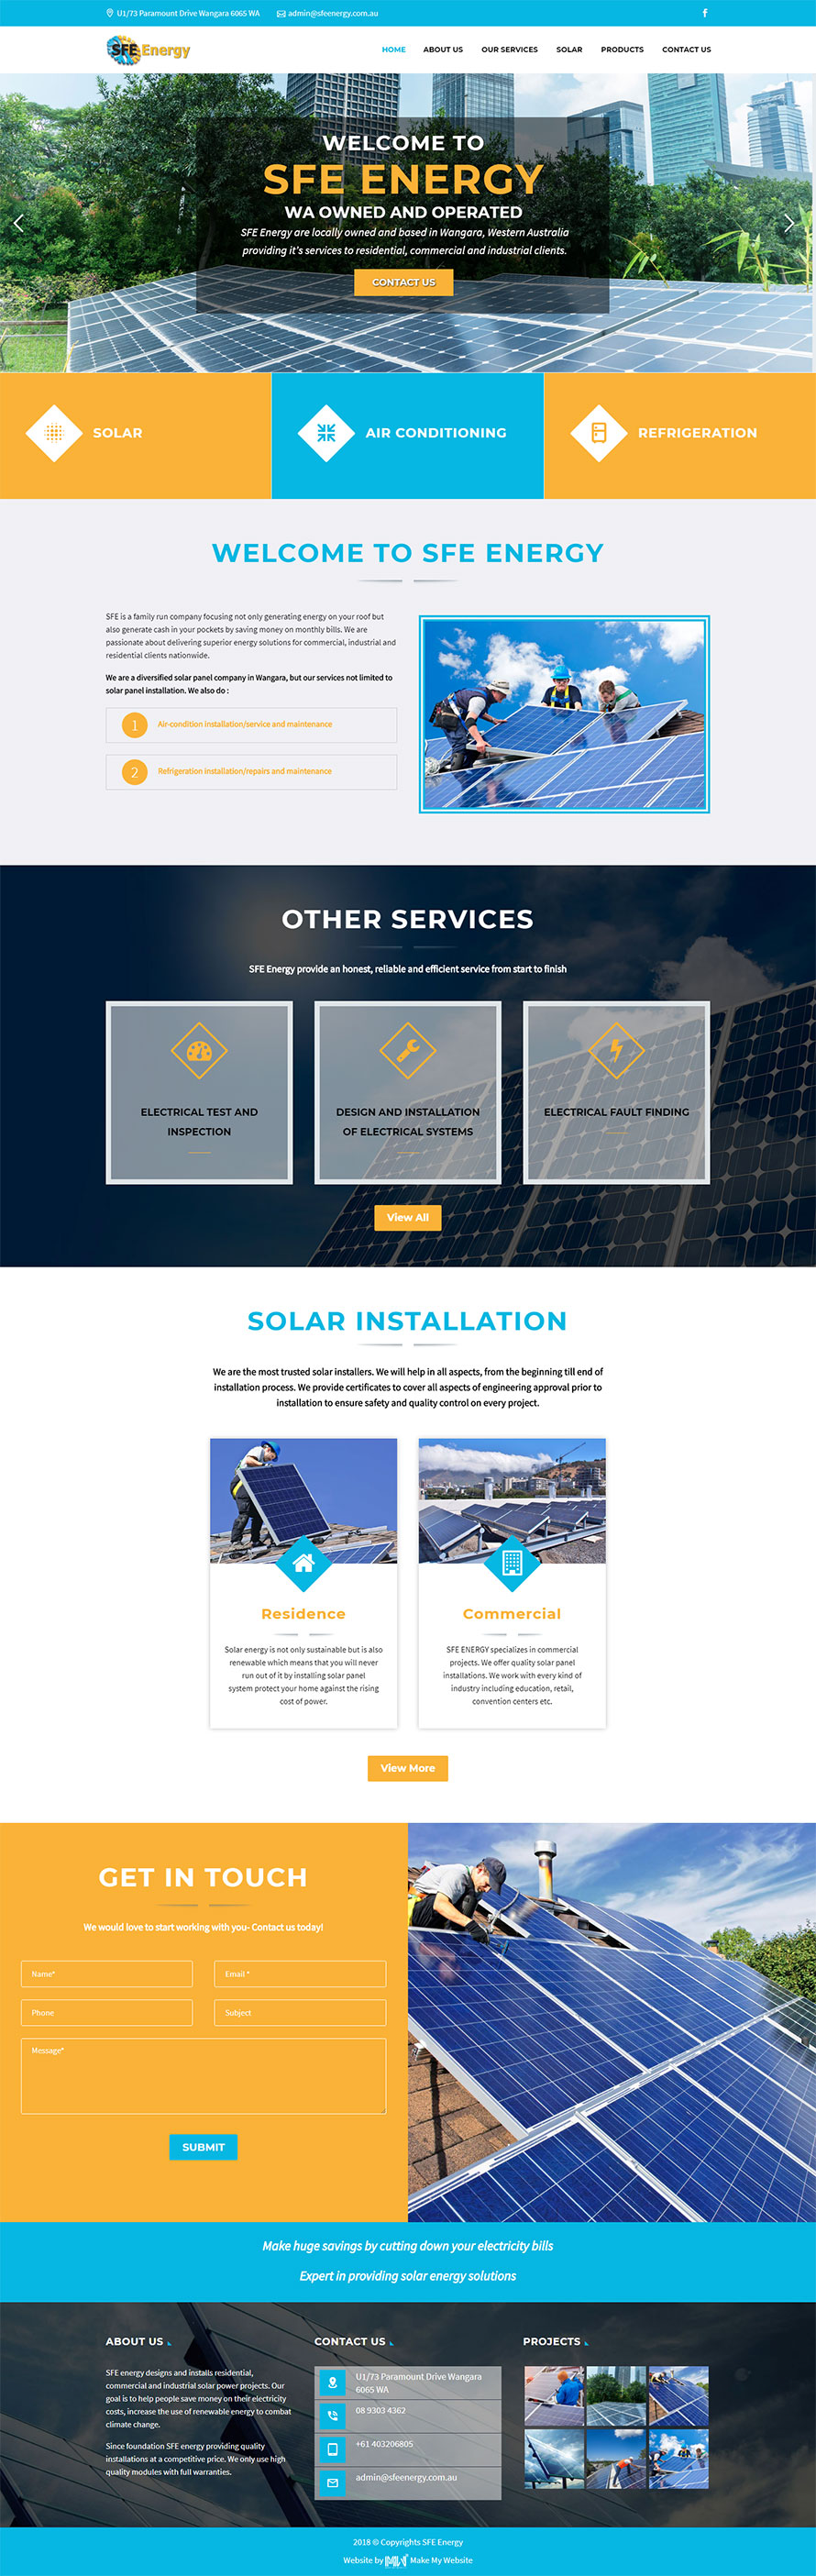 U1/73 Paramount Drive Wangara 6065 WA
admin@sfeenergy.com.au
SFE Energy
HOME
ABOUT US
OUR SERVICES
SOLAR
PRODUCTS
CONTACT US
WELCOME TO
SFE ENERGY
WA OWNED AND OPERATED
SFE Energy are locally owned and based in Wangara, Western Australia
providing it's services to residential, commercial and industrial clients.
CONTACT US
SOLAR
AIR CONDITIONING
REFRIGERATION
WELCOME TO SFE ENERGY
SFE is a family run company focusing not only generating energy on your roof but
also generate cash in your pockets by saving money on monthly bills. We are
passionate about delivering superior energy solutions for commercial, industrial and
residential clients nationwide.
We are a diversified solar panel company in Wangara, but our services not limited to
solar panel installation. We also do :
1 Air-condition installation/service and maintenance
2 Refrigeration installation/repairs and maintenance
OTHER SERVICES
SFE Energy provide an honest, reliable and efficient service from start to finish
ELECTRICAL TEST AND
INSPECTION
DESIGN AND INSTALLATION
OF ELECTRICAL SYSTEMS
ELECTRICAL FAULT FINDING
View All
SOLAR INSTALLATION
We are the most trusted solar installers. We will help in all aspects, from the beginning till end of
installation process. We provide certificates to cover all aspects of engineering approval prior to
installation to ensure safety and quality control on every project.
Residence
Solar energy is not only sustainable but is also
renewable which means that you will never
run out of it by installing solar panel
system protect your home against the rising
cost of power.
Commercial
SFE ENERGY specializes in commercial
projects. We offer quality solar panel
installations. We work with every kind of
industry including education, retail,
convention centers etc.
View More
GET IN TOUCH
We would love to start working with you- Contact us today!
Name*
Email *
Phone
Subject
Message*
SUBMIT
Make huge savings by cutting down your electricity bills
Expert in providing solar energy solutions
ABOUT US
SFE energy designs and installs residential,
commercial and industrial solar power projects. Our
goal is to help people save money on their electricity
costs, increase the use of renewable energy to combat
climate change.
Since foundation SFE energy providing quality
installations at a competitive price. We only use high
quality modules with full warranties.
CONTACT US
U1/73 Paramount Drive Wangara
6065 WA
08 9303 4362
+61 403206805
admin@sfeenergy.com.au
PROJECTS
2018 © Copyrights SFE Energy
Website by Make My Website